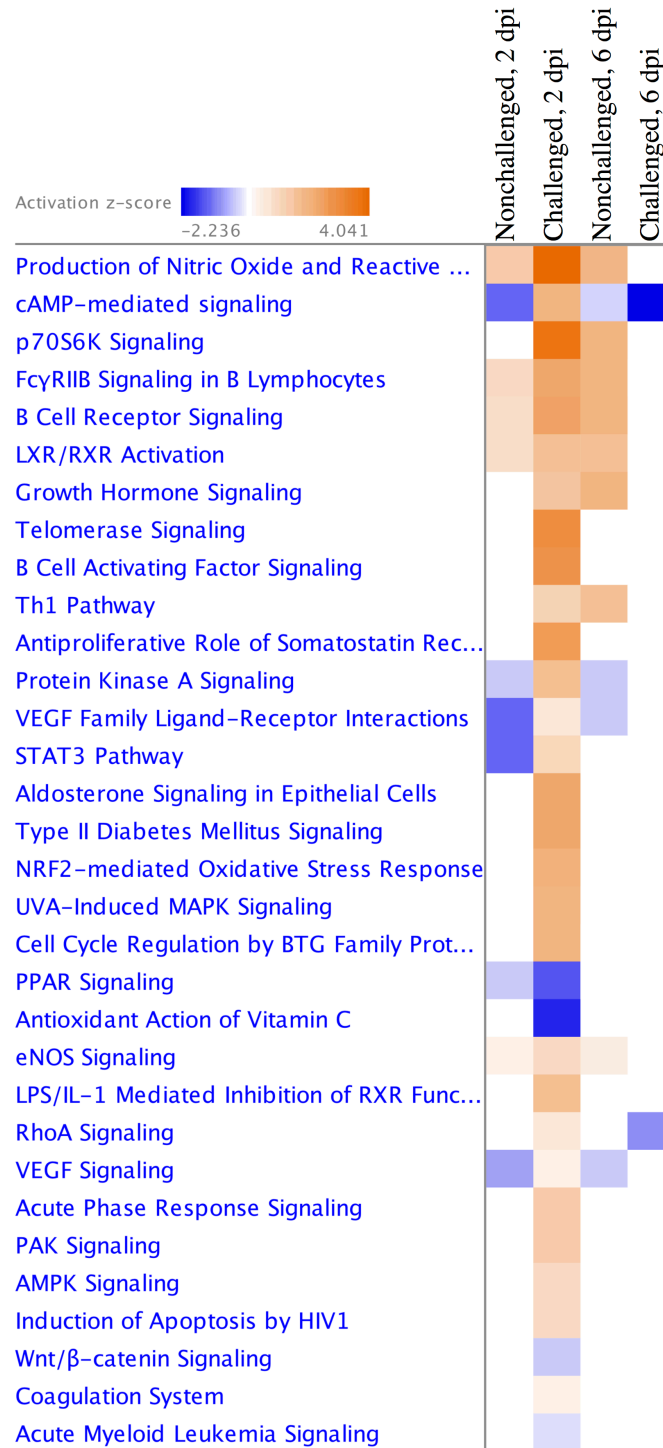 Nonchallenged, 2 dpi
Challenged, 2 dpi
Nonchallenged, 6 dpi
Challenged, 6 dpi
Activation z-score
-2.236 4.041
Production of Nitric Oxide and Reactive ...
cAMP-mediated signaling
p70S6K Signaling
FcγRIIB Signaling in B Lymphocytes
B Cell Receptor Signaling
LXR/RXR Activation
Growth Hormone Signaling
Telomerase Signaling
B Cell Activating Factor Signaling
Th1 Pathway
Antiproliferative Role of Somatostatin Rec...
Protein Kinase A Signaling
VEGF Family Ligand-Receptor Interactions
STAT3 Pathway
Aldosterone Signaling in Epithelial Cells
Type II Diabetes Mellitus Signaling
NRF2-mediated Oxidative Stress Response
UVA-Induced MAPK Signaling
Cell Cycle Regulation by BTG Family Prot...
PPAR Signaling
Antioxidant Action of Vitamin C
eNOS Signaling
LPS/IL-1 Mediated Inhibition of RXR Func...
RhoA Signaling
VEGF Signaling
Acute Phase Response Signaling
PAK Signaling
AMPK Signaling
Induction of Apoptosis by HIV1
Wnt/β-catenin Signaling
Coagulation System
Acute Myeloid Leukemia Signaling